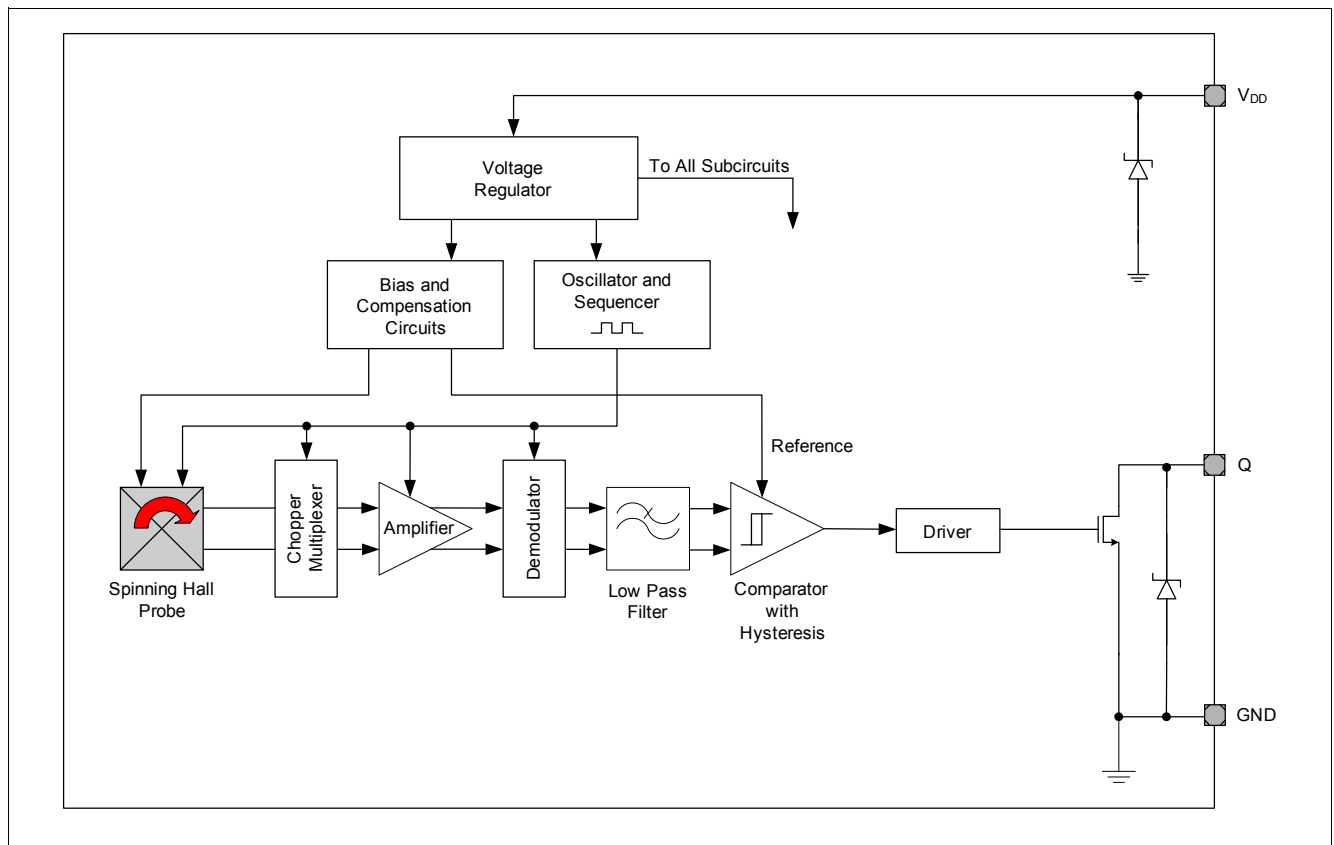 V_DD
Voltage
Regulator
To All Subcircuits
Bias and
Compensation
Circuits
Oscillator and
Sequencer
Reference
Q
Chopper
Multiplexer
Amplifier
Demodulator
Driver
Spinning Hall
Probe
Low Pass
Filter
Comparator
with
Hysteresis
GND